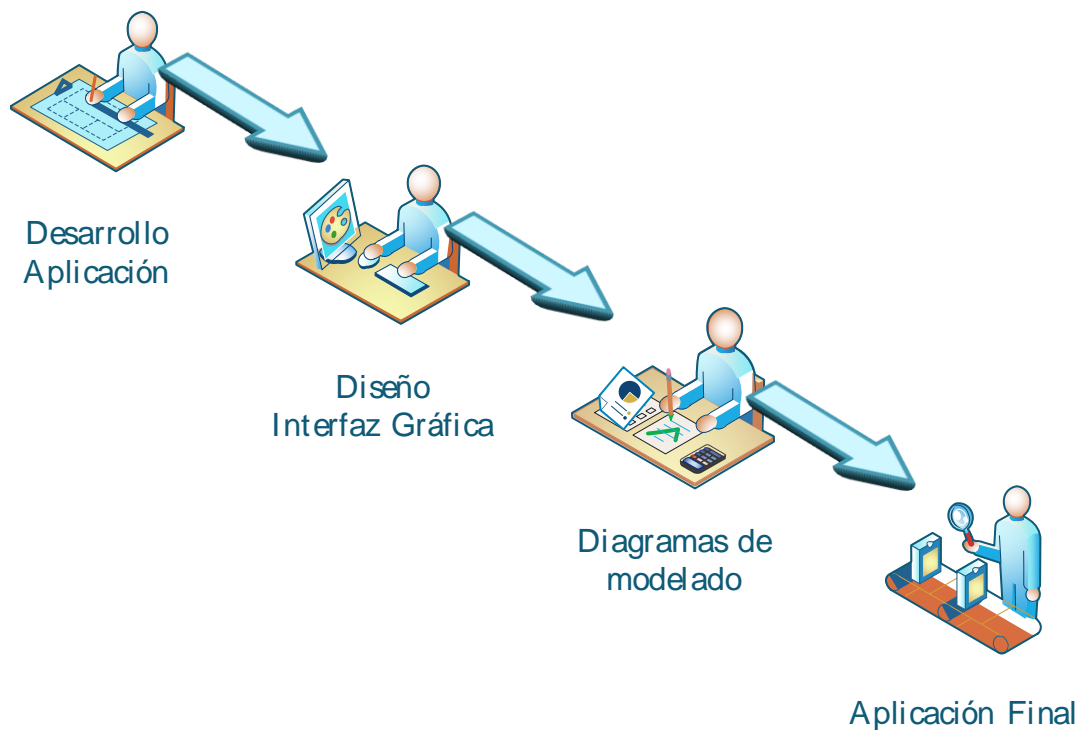 Desarrollo
Aplicación
Diseño
Interfaz Gráfica
Diagramas de
modelado
Aplicación Final